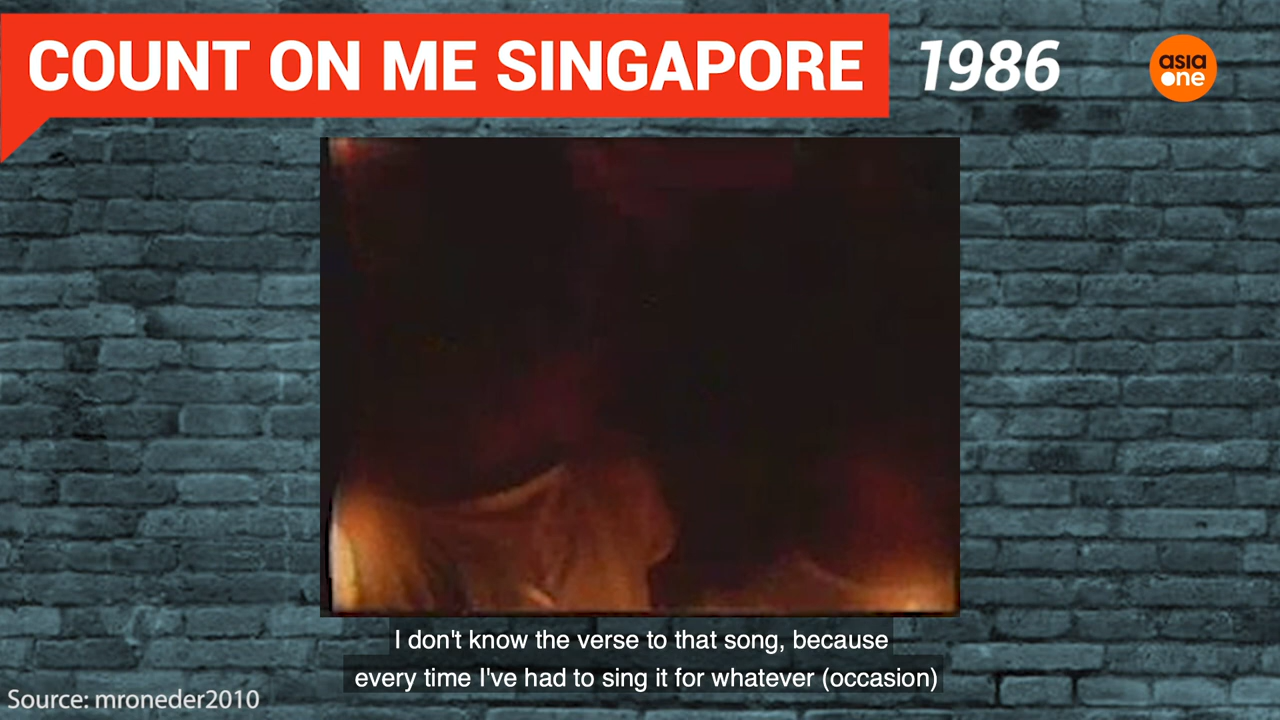 COUNT ON ME SINGAPORE 1986
asia
one
I don't know the verse to that song, because
every time I've had to sing it for whatever (occasion)
Source: mroneder2010